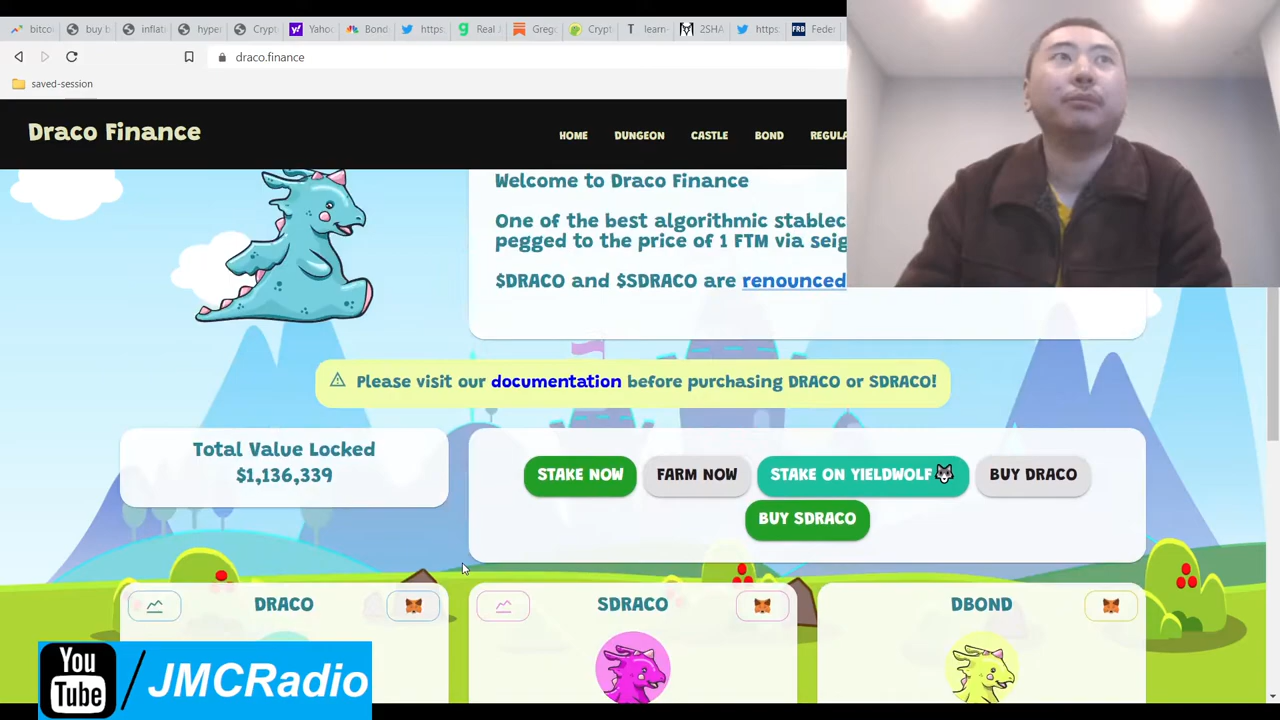 bitco
buy b
inflat
hyper
Crypt
Yahoo
Bond
https:
Real J
Greg
Crypt
T
learn-
2SHA
https:
FRB
Feder
draco.finance
saved-session
Draco Finance
HOME
DUNGEON
CASTLE
BOND
REGULA
Welcome to Draco Finance
One of the best algorithmic stablec
pegged to the price of 1 FTM via seig
$DRACO and $SDRACO are renounced
Please visit our documentation before purchasing DRACO or SDRACO!
Total Value Locked
$1,136,339
STAKE NOW
FARM NOW
STAKE ON YIELDWOLF
BUY DRACO
BUY SDRACO
DRACO
SDRACO
DBOND
You
Tube
/JMCRadio